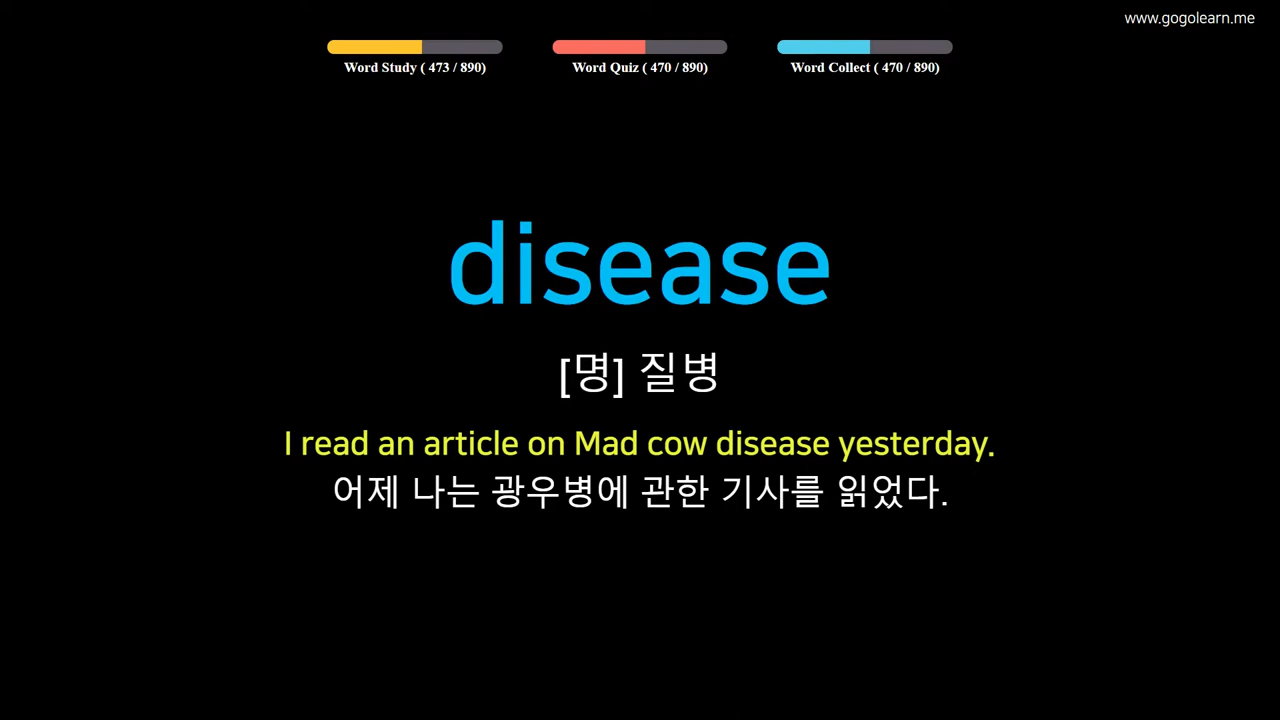 www.gogolearn.me
Word Study ( 473 / 890)
Word Quiz ( 470 / 890)
Word Collect ( 470 / 890)
disease
[명] 질병
I read an article on Mad cow disease yesterday.
어제 나는 광우병에 관한 기사를 읽었다.